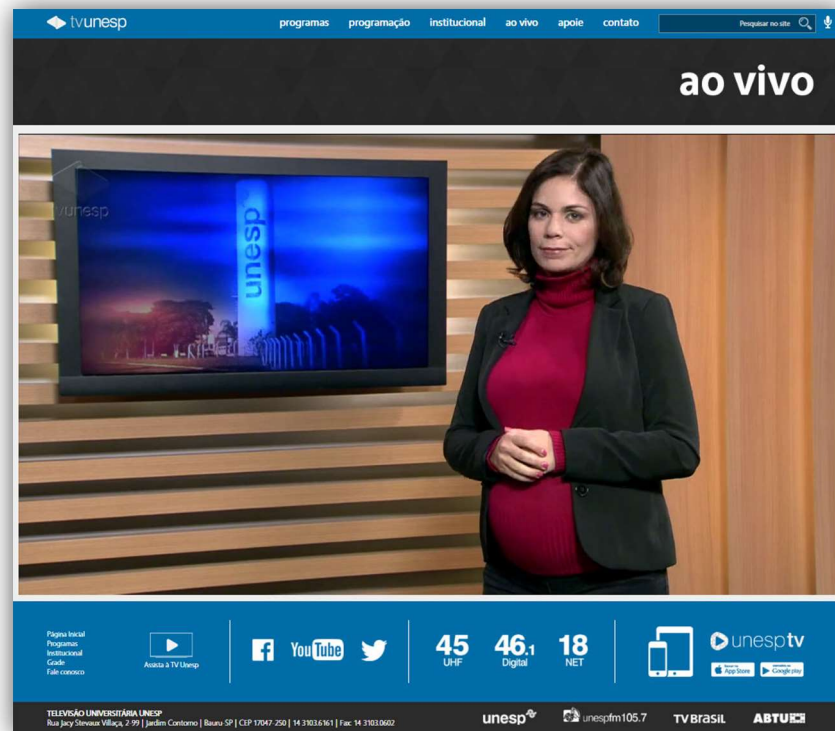 tvunesp
programas programação institucional ao vivo apoie contato
Pesquisar no site
ao vivo
tvunesp
unesp
Página Inicial
Programas
Institucional
Grade
Fale conosco
Assista à TV Unesp
You Tube
45
UHF
46.1
Digital
18
NET
unesptv
App Store
Google play
TELEVISÃO UNIVERSITÁRIA UNESP
Rua Jacy Stevaux Villaça, 2-99 | Jardim Contorno | Bauru-SP | CEP 17047-250 | 14 3103.6161 | Fax: 14 3103.0602
unesp
unespfm105.7
TVBRASIL
ABTU